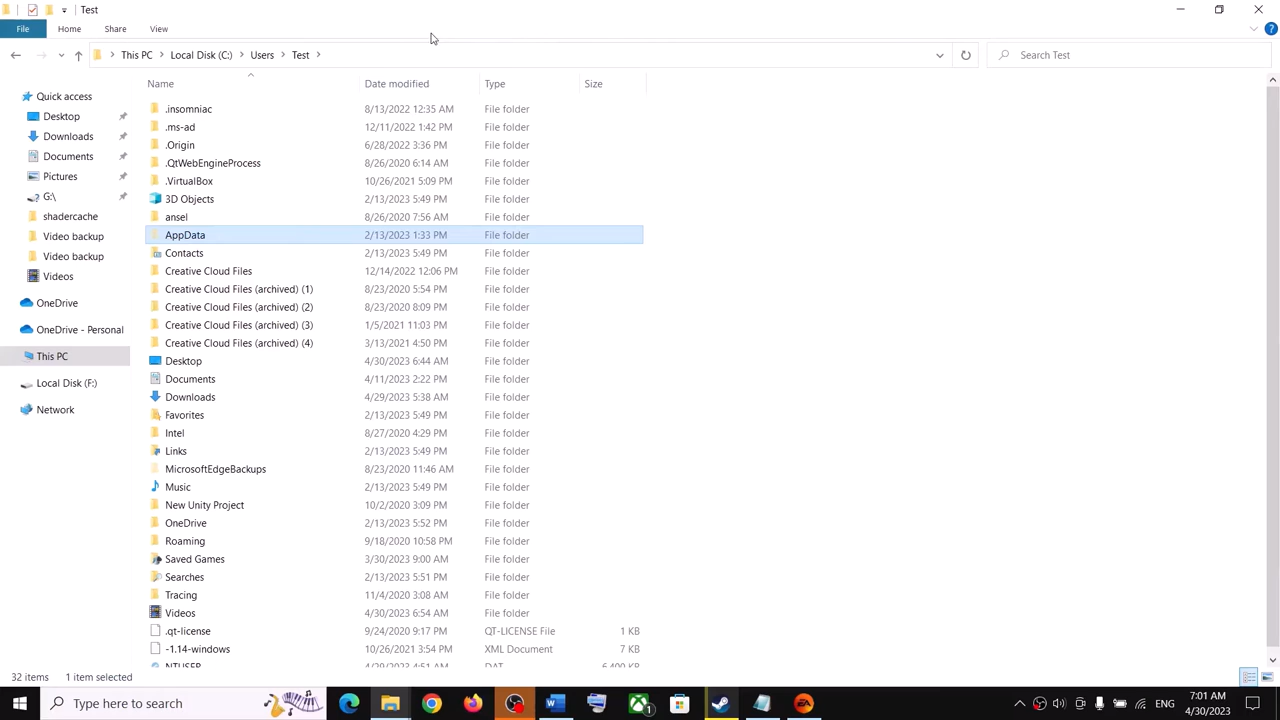 Test
File Home Share View
This PC Local Disk (C:) Users Test
Search Test
Name Date modified Type Size
Quick access
Desktop
Downloads
Documents
Pictures
G:\
shadercache
Video backup
Video backup
Videos
OneDrive
OneDrive - Personal
This PC
Local Disk (F:)
Network
.insomniac 8/13/2022 12:35 AM File folder
.ms-ad 12/11/2022 1:42 PM File folder
.Origin 6/28/2022 3:36 PM File folder
.QtWebEngineProcess 8/26/2020 6:14 AM File folder
.VirtualBox 10/26/2021 5:09 PM File folder
3D Objects 2/13/2023 5:49 PM File folder
ansel 8/26/2020 7:56 AM File folder
AppData 2/13/2023 1:33 PM File folder
Contacts 2/13/2023 5:49 PM File folder
Creative Cloud Files 12/14/2022 12:06 PM File folder
Creative Cloud Files (archived) (1) 8/23/2020 5:54 PM File folder
Creative Cloud Files (archived) (2) 8/23/2020 8:09 PM File folder
Creative Cloud Files (archived) (3) 1/5/2021 11:03 PM File folder
Creative Cloud Files (archived) (4) 3/13/2021 4:50 PM File folder
Desktop 4/30/2023 6:44 AM File folder
Documents 4/11/2023 2:22 PM File folder
Downloads 4/29/2023 5:38 AM File folder
Favorites 2/13/2023 5:49 PM File folder
Intel 8/27/2020 4:29 PM File folder
Links 2/13/2023 5:49 PM File folder
MicrosoftEdgeBackups 8/23/2020 11:46 AM File folder
Music 2/13/2023 5:49 PM File folder
New Unity Project 10/2/2020 3:09 PM File folder
OneDrive 2/13/2023 5:52 PM File folder
Roaming 9/18/2020 10:58 PM File folder
Saved Games 3/30/2023 9:00 AM File folder
Searches 2/13/2023 5:51 PM File folder
Tracing 11/4/2020 3:08 AM File folder
Videos 4/30/2023 6:54 AM File folder
.qt-license 9/24/2020 9:17 PM QT-LICENSE File 1 KB
-1.14-windows 10/26/2021 3:54 PM XML Document 7 KB
NTUSER 4/29/2023 4:51 AM DAT 6,400 KB
32 items 1 item selected
Type here to search
ENG
7:01 AM
4/30/2023